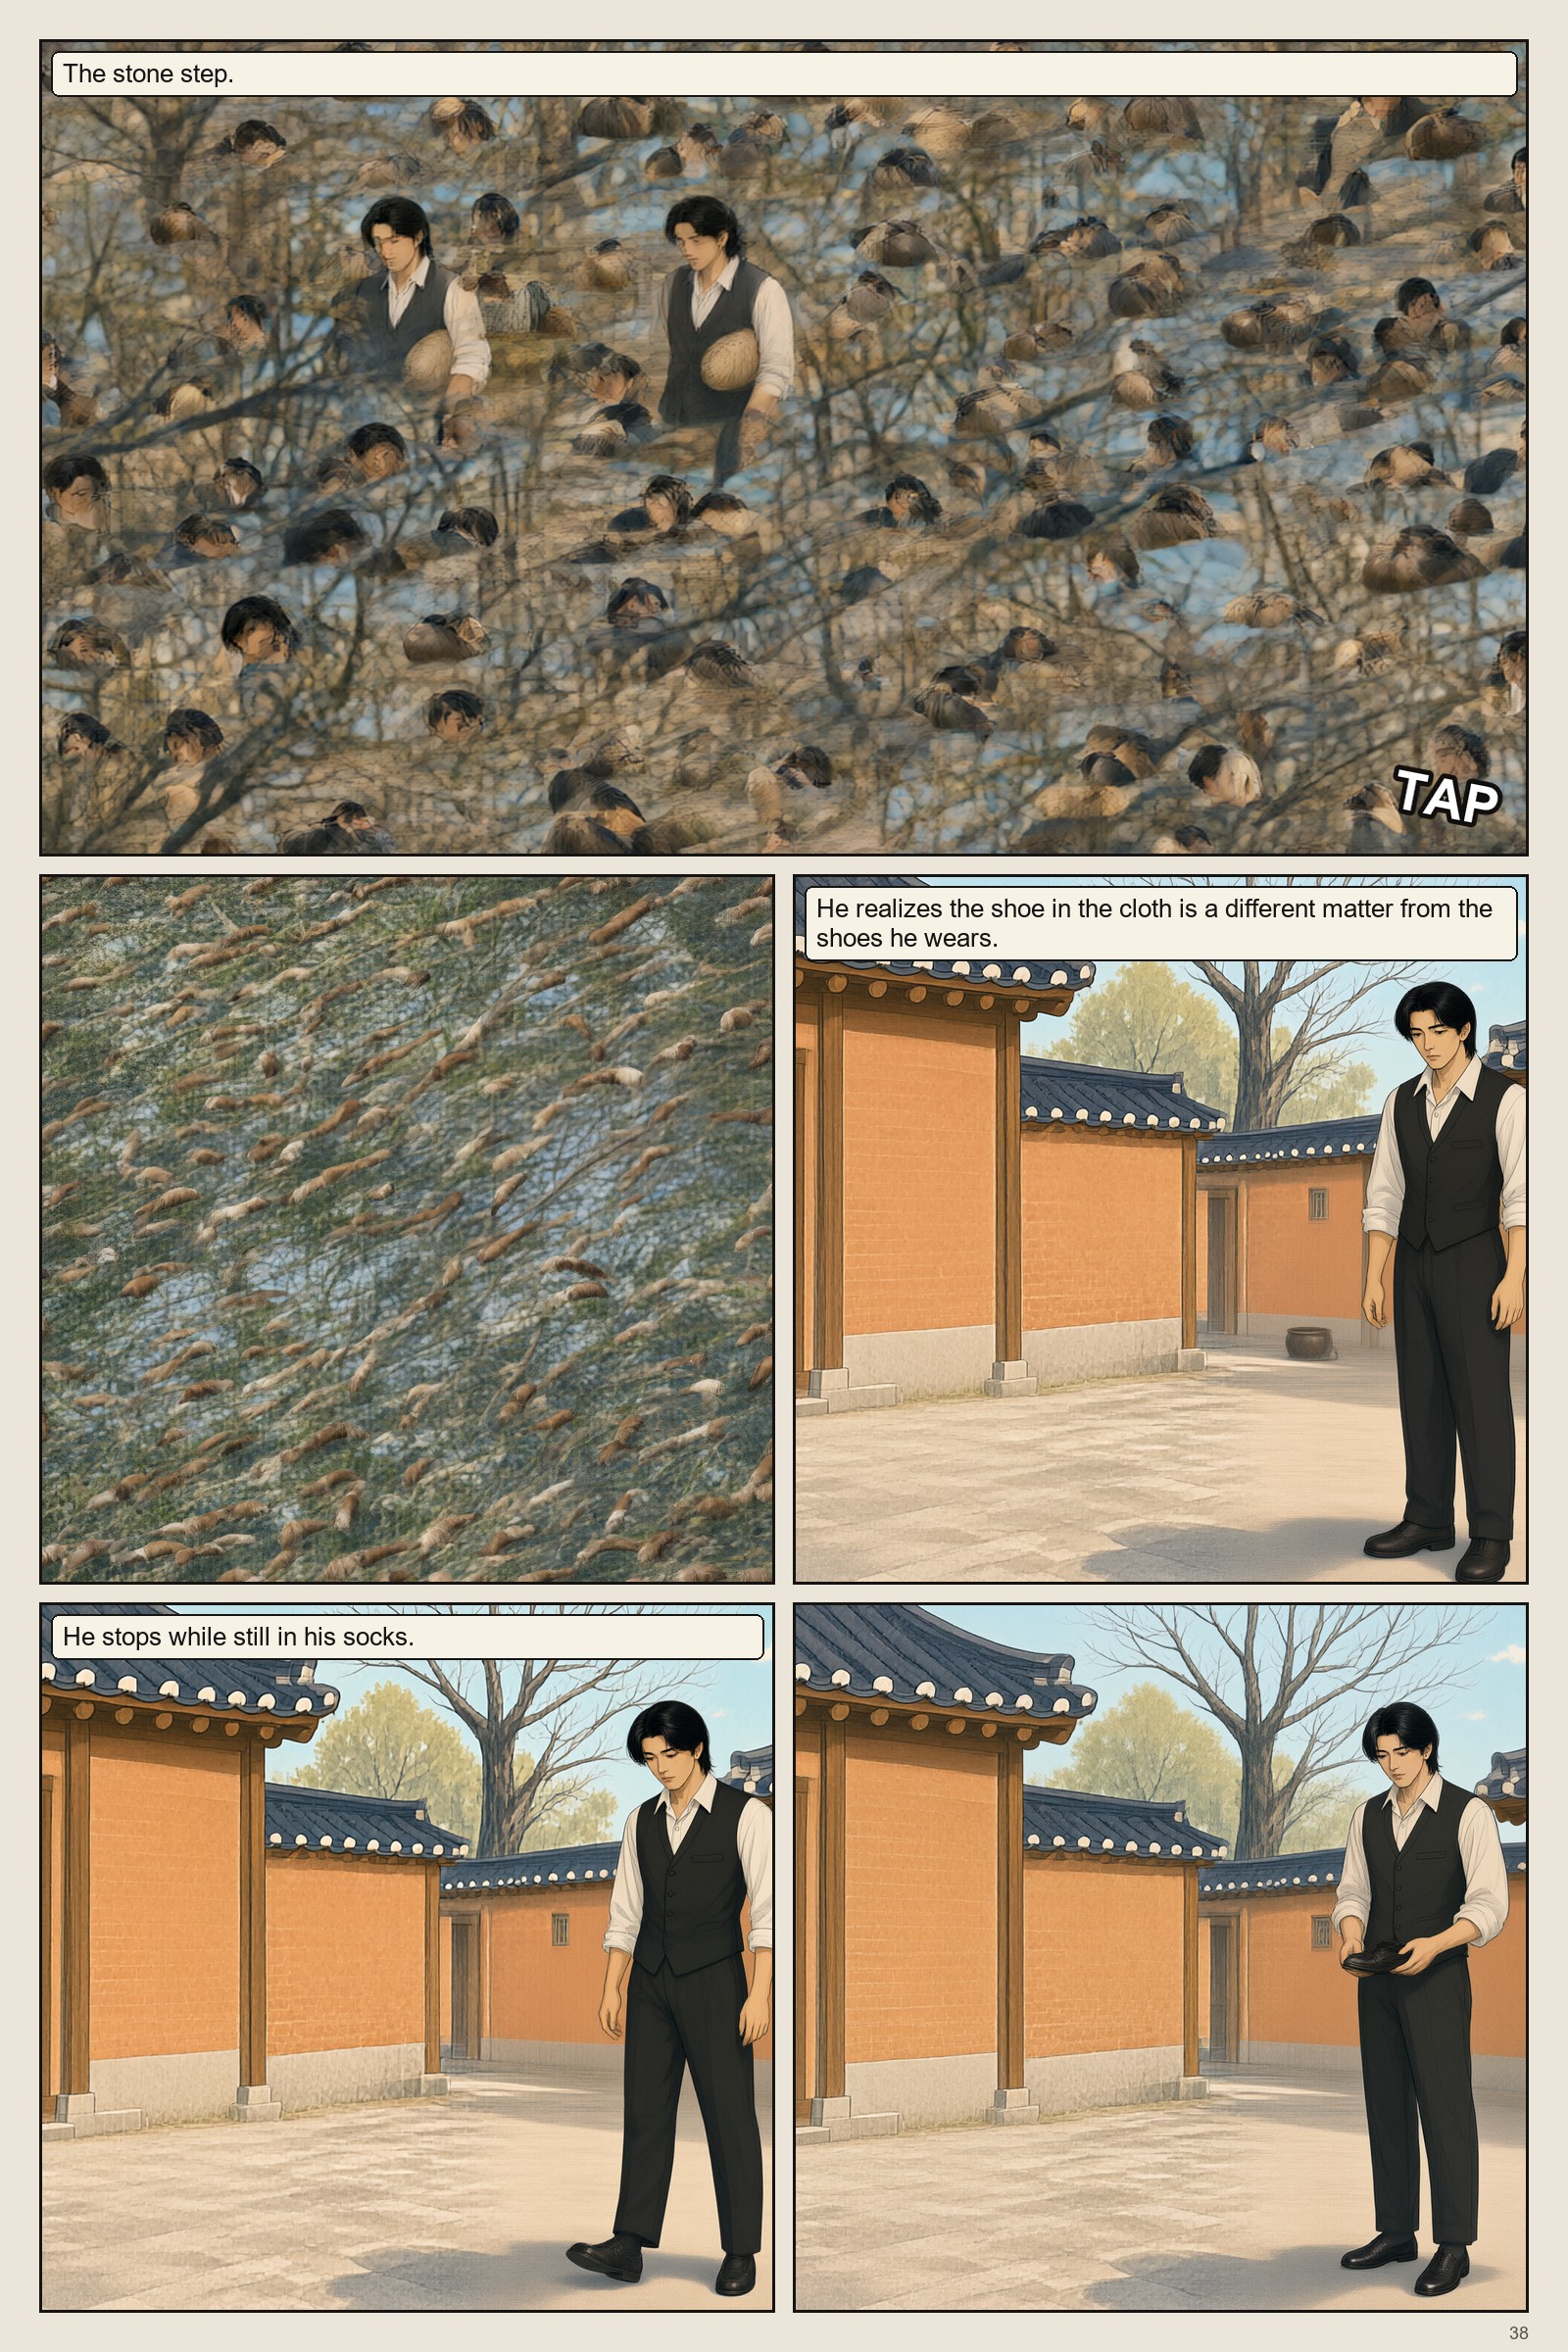 The stone step.
TAP
He realizes the shoe in the cloth is a different matter from the
shoes he wears.
He stops while still in his socks.
38